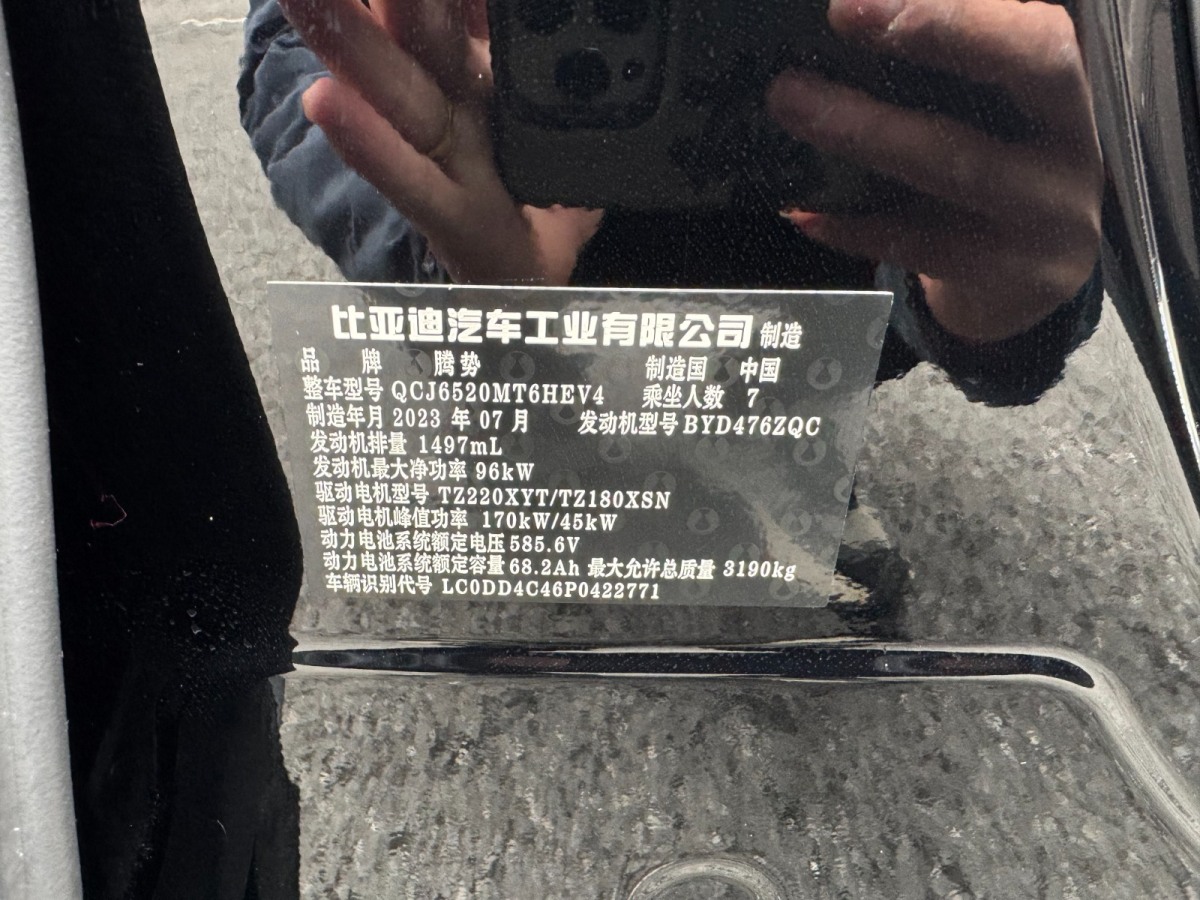 比亚迪汽车工业有限公司 制造
品 牌 腾势 制造国 中国
整车型号 QCJ6520MT6HEV4 乘坐人数 7
制造年月 2023 年 07 月 发动机型号 BYD476ZQC
发动机排量 1497mL
发动机最大净功率 96kW
驱动电机型号 TZ220XYT/TZ180XSN
驱动电机峰值功率 170kW/45kW
动力电池系统额定电压 585.6V
动力电池系统额定容量 68.2Ah 最大允许总质量 3190kg
车辆识别代号 LC0DD4C46P0422771